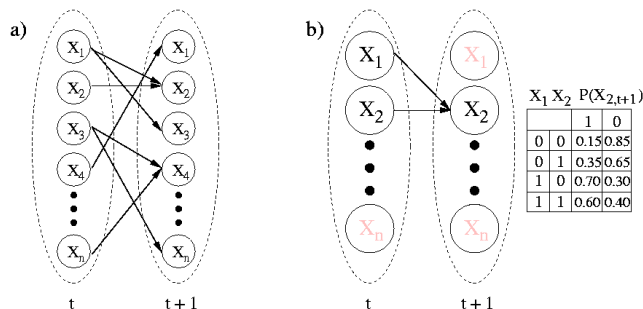 a)
X1
X1
X2
X2
X3
X3
X4
X4
Xn
Xn
t
t + 1
b)
X1
X1
X2
X2
Xn
Xn
t
t + 1
X1 X2 P(X2,t+1)
1 0
0 0 0.15 0.85
0 1 0.35 0.65
1 0 0.70 0.30
1 1 0.60 0.40